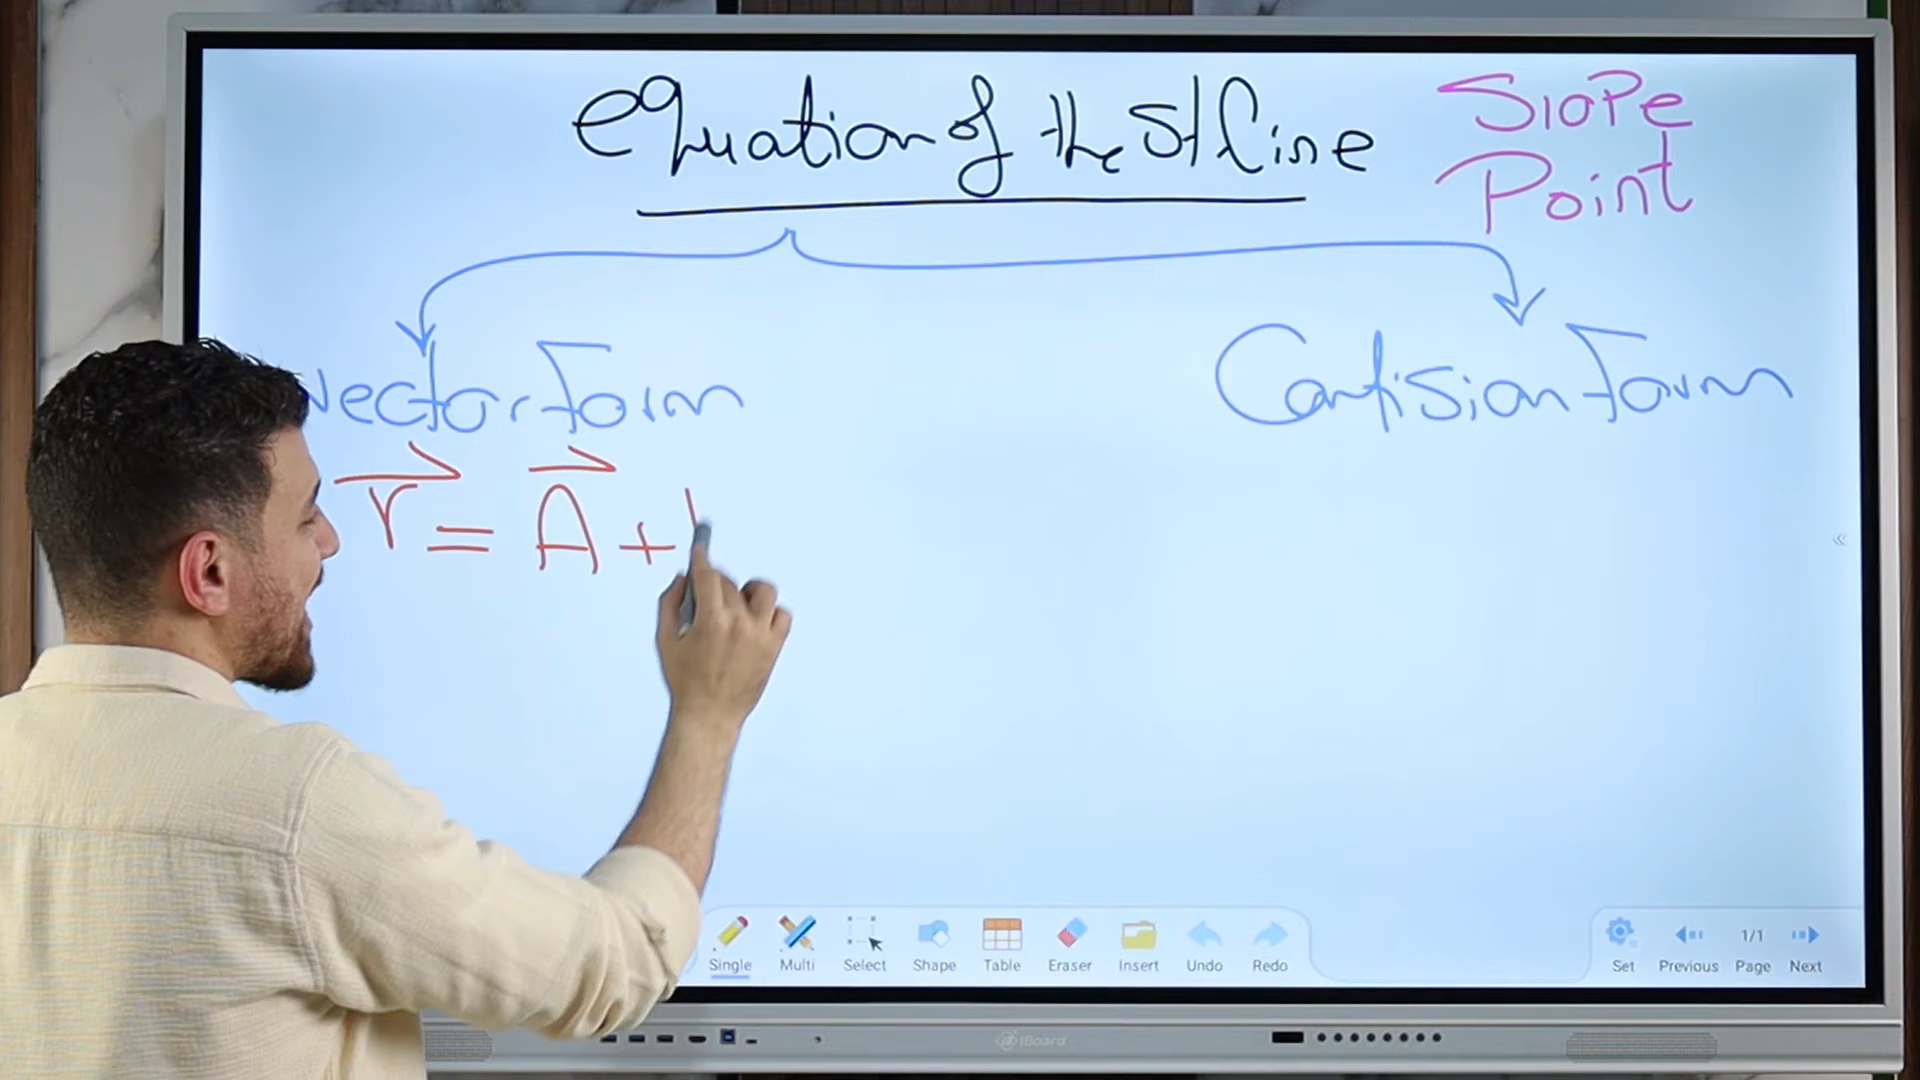 equation of the St line
Slope
Point
Vector Form
Cartision Form
r = A +
Single Multi Select Shape Table Eraser Insert Undo Redo
Set Previous 1/1 Page Next
iBoard